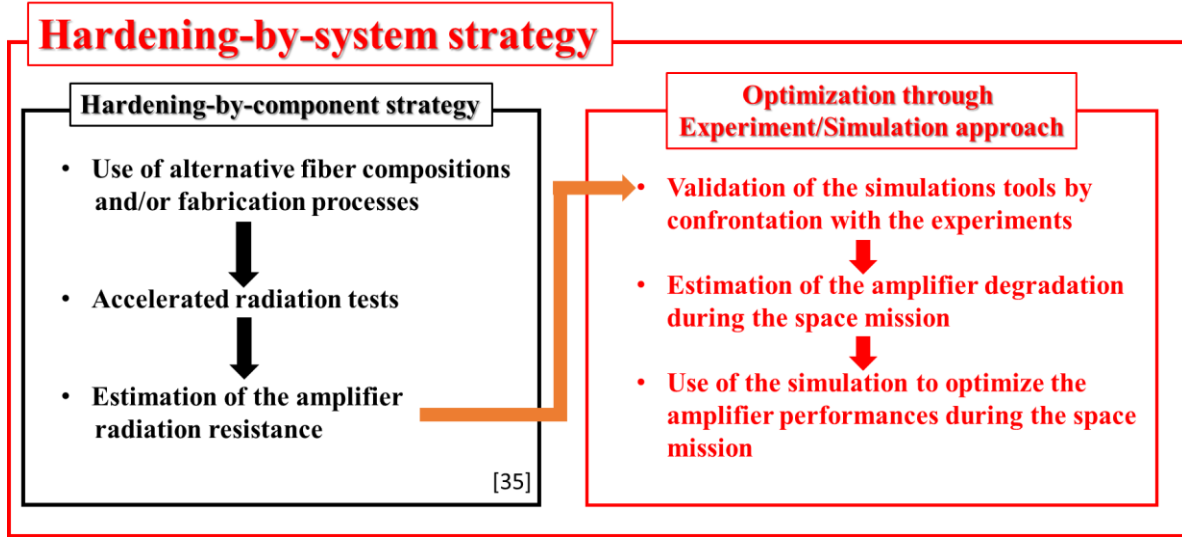 Hardening-by-system strategy
Hardening-by-component strategy
• Use of alternative fiber compositions
and/or fabrication processes
• Accelerated radiation tests
• Estimation of the amplifier
radiation resistance
[35]
Optimization through
Experiment/Simulation approach
• Validation of the simulations tools by
confrontation with the experiments
• Estimation of the amplifier degradation
during the space mission
• Use of the simulation to optimize the
amplifier performances during the space
mission